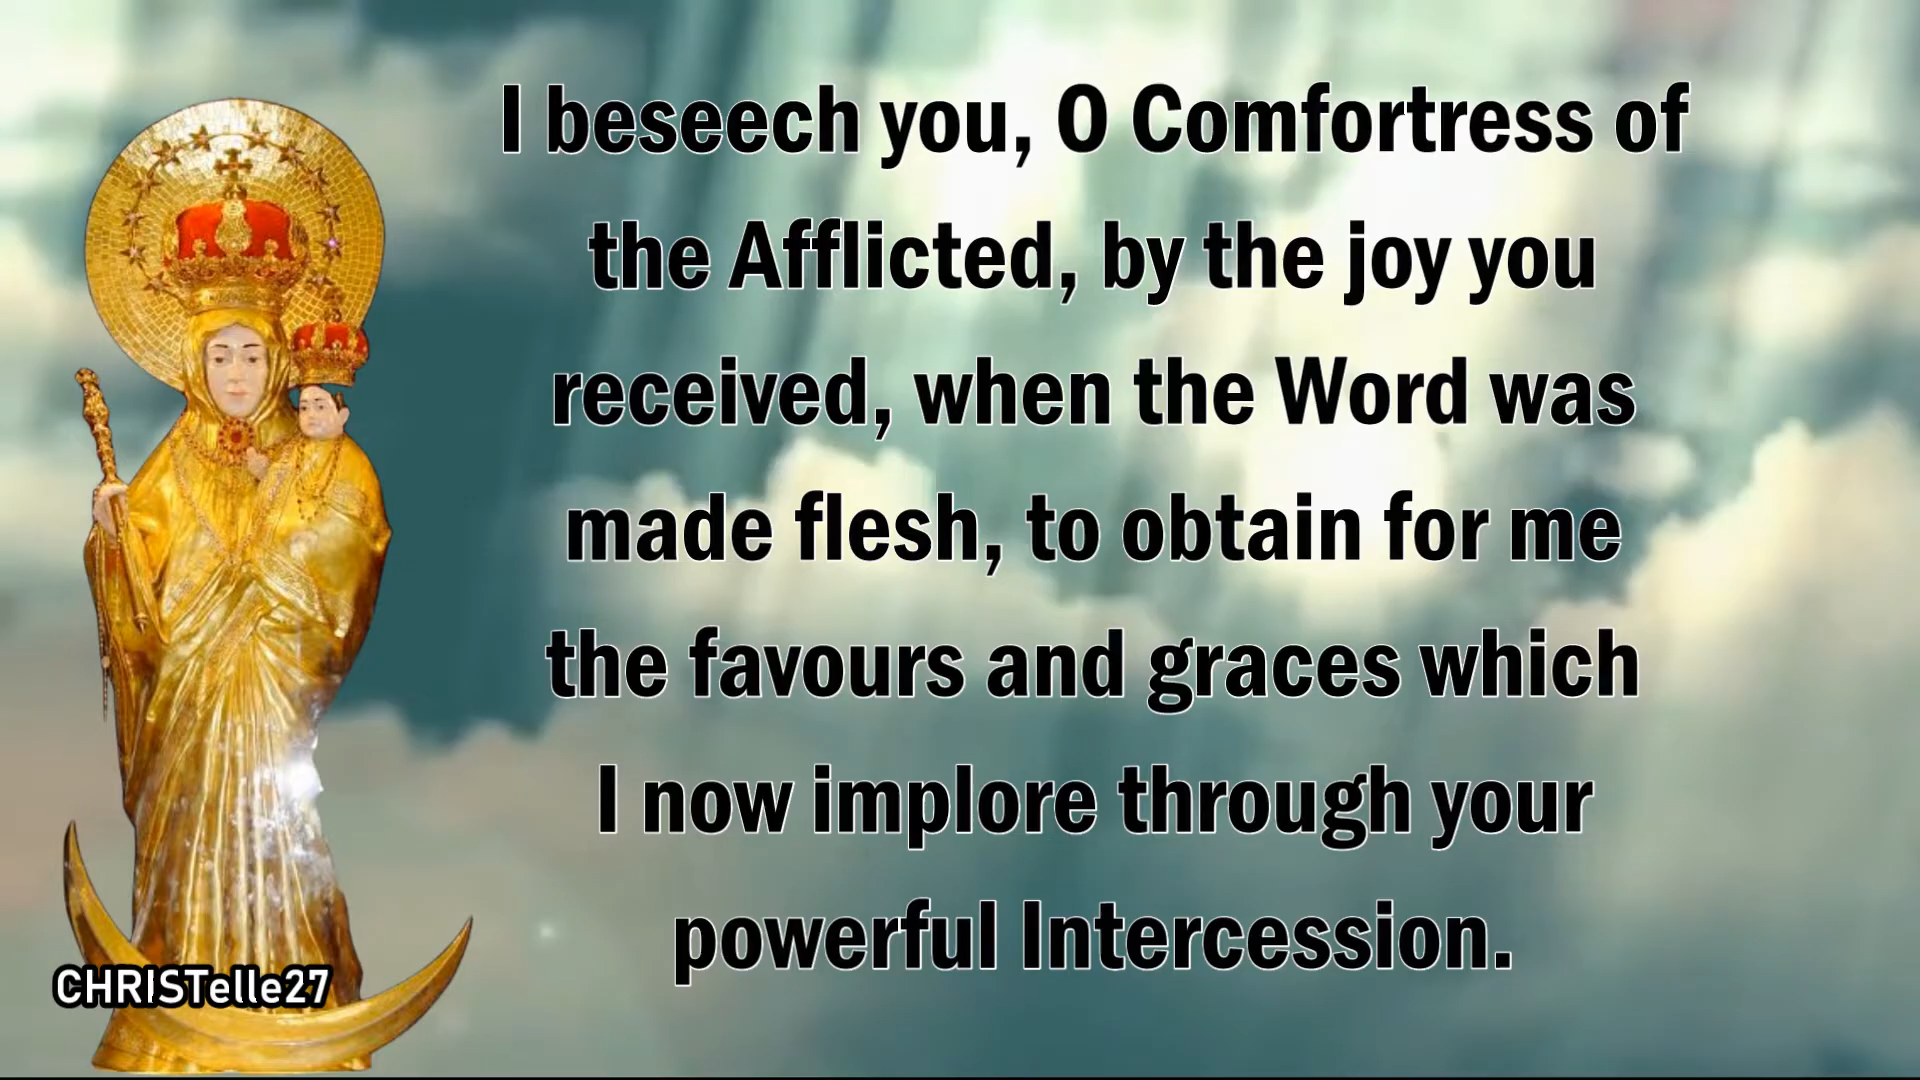 I beseech you, O Comfortress of
the Afflicted, by the joy you
received, when the Word was
made flesh, to obtain for me
the favours and graces which
I now implore through your
powerful Intercession.
CHRISTelle27